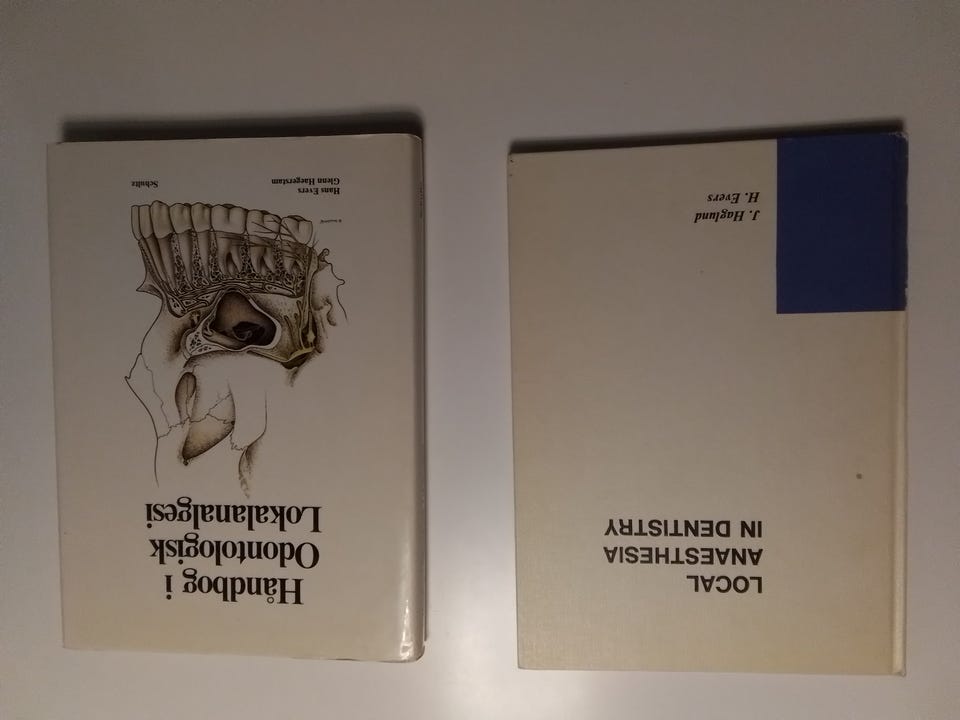 Håndbog i
Odontologisk
Lokalanalgesi
Hans Evers
Glenn Haegerstam
Schultz
LOCAL
ANAESTHESIA
IN DENTISTRY
J. Haglund
H. Evers